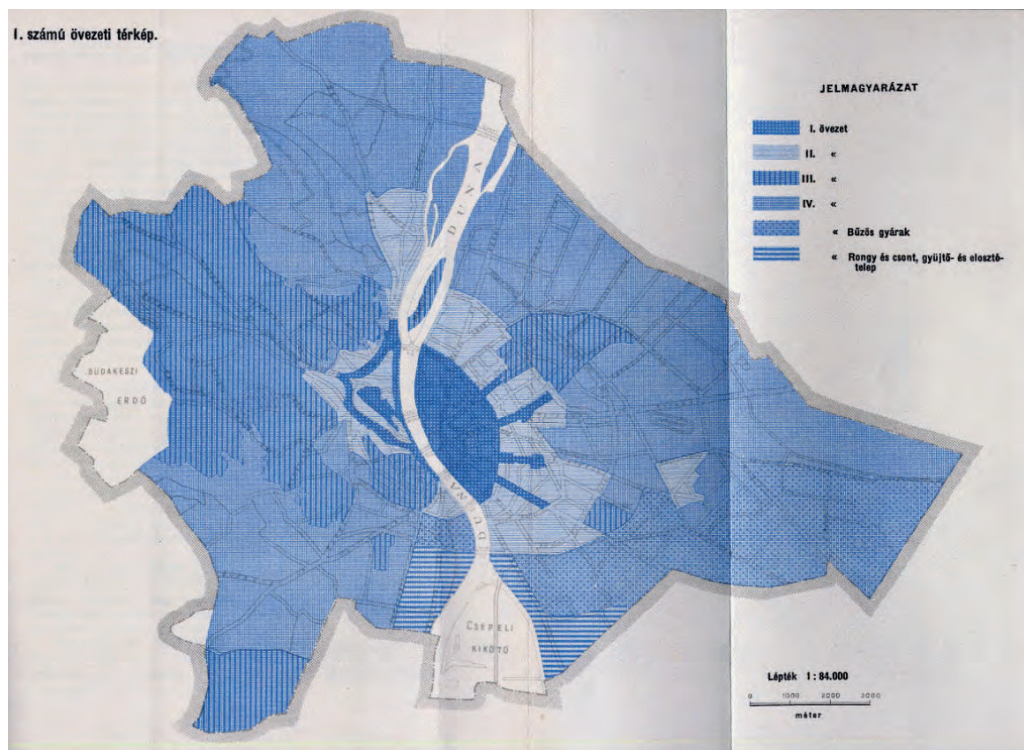 I. számú övezeti térkép.
JELMAGYARÁZAT
I. övezet
II. «
III. «
IV. «
« Bűzös gyárak
« Rongy és csont, gyüjtő- és elosztó-
telep
DUNA
BUDAKESZI
ERDŐ
DUNA
CSEPELI
KIKÖTŐ
Lépték 1 : 84.000
0 1000 2000 3000
méter